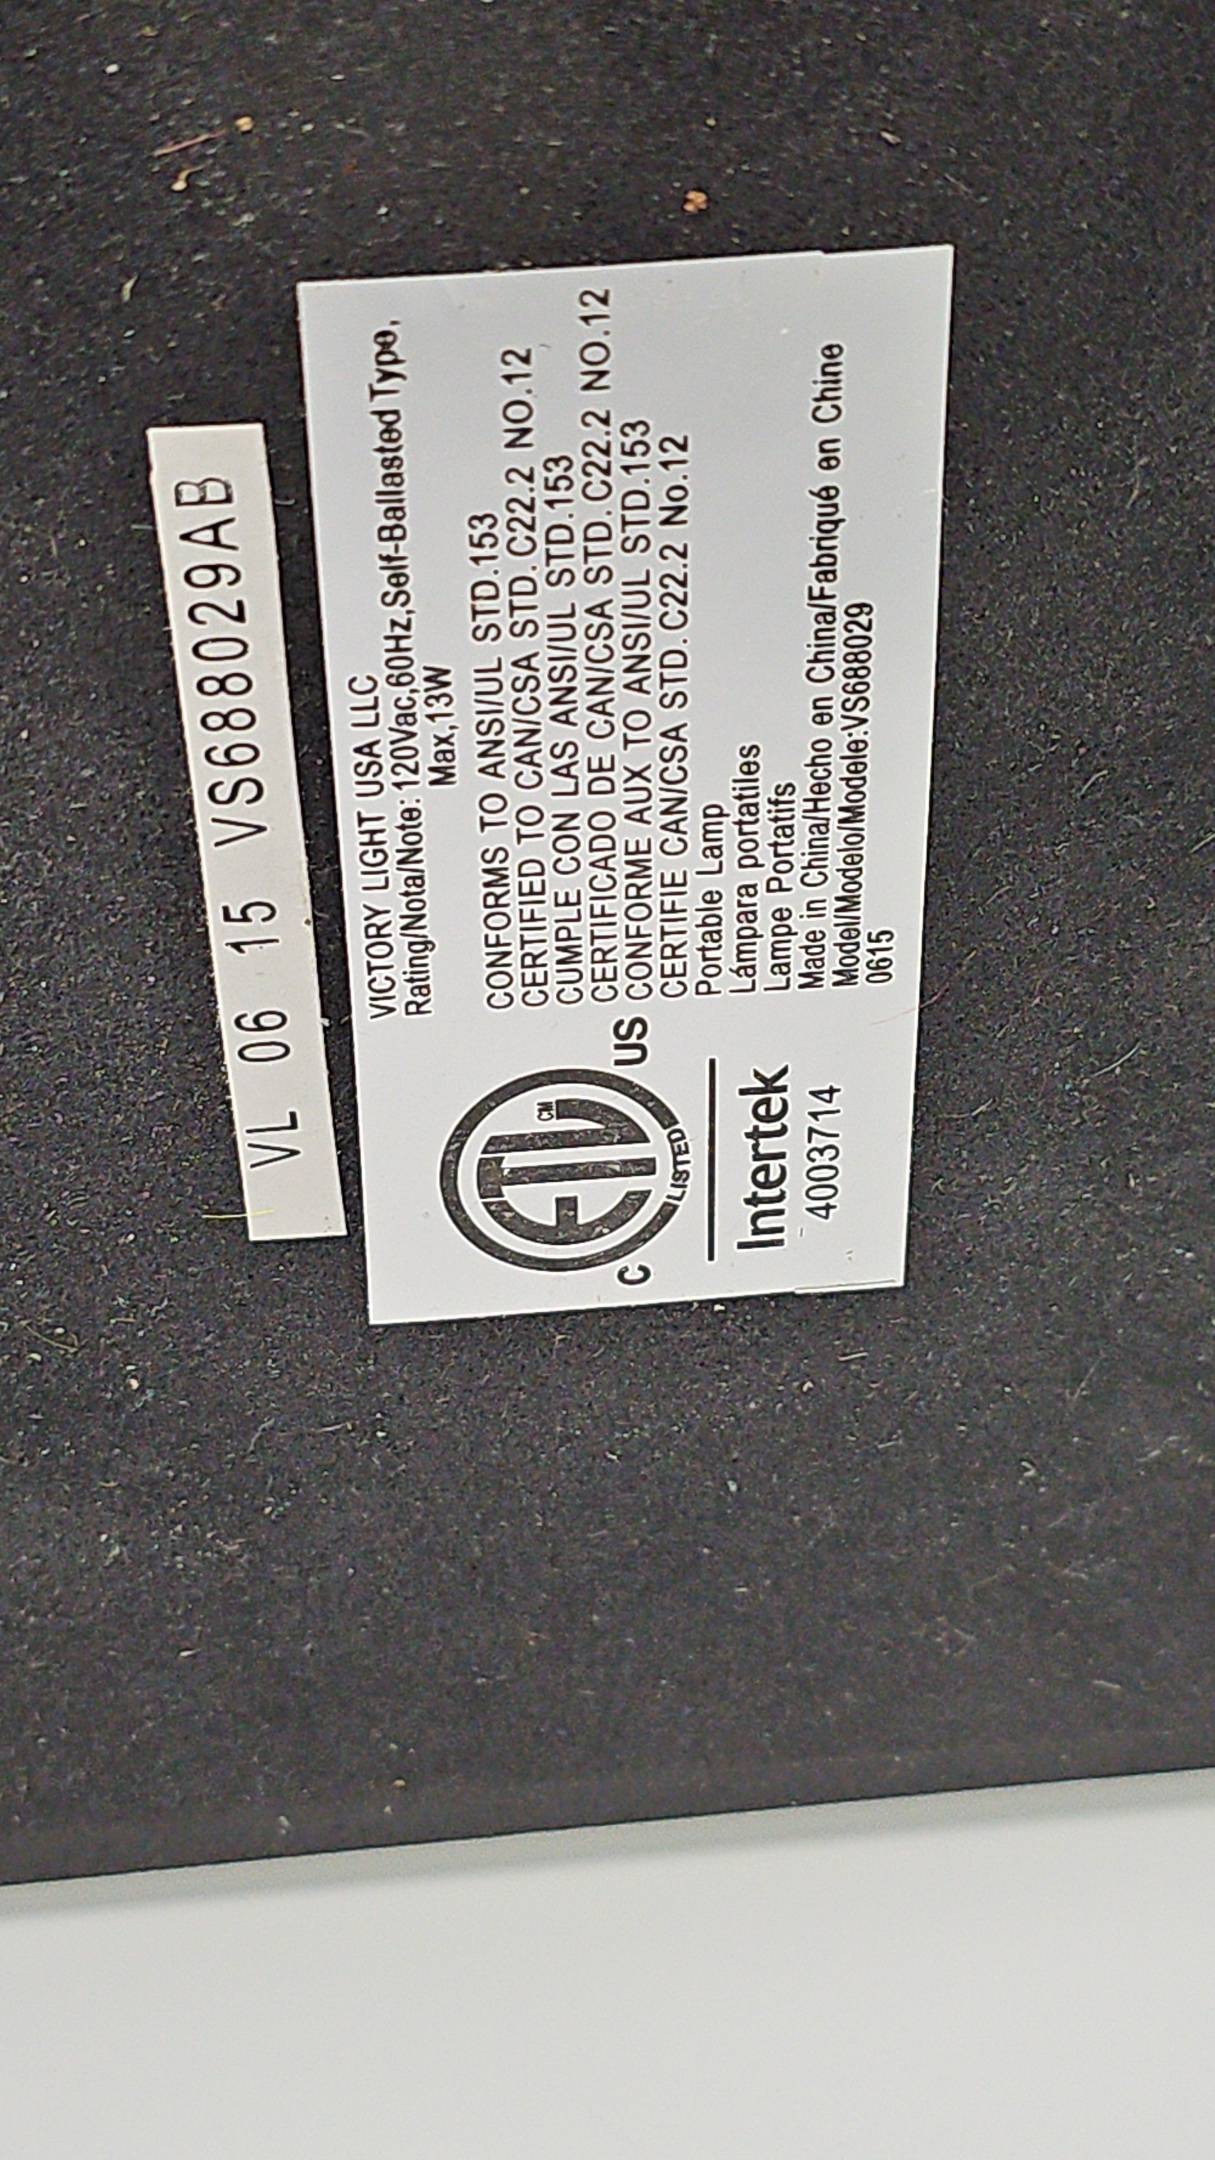 VL 06 15 VS688029AB
VICTORY LIGHT USA LLC
Rating/Nota/Note: 120Vac,60Hz,Self-Ballasted Type,
Max,13W
CONFORMS TO ANSI/UL STD.153
CERTIFIED TO CAN/CSA STD. C22.2 NO.12
CUMPLE CON LAS ANSI/UL STD.153
CERTIFICADO DE CAN/CSA STD. C22.2 NO.12
CONFORME AUX TO ANSI/UL STD.153
CERTIFIE CAN/CSA STD. C22.2 No.12
Portable Lamp
Lámpara portatiles
Lampe Portatifs
Made in China/Hecho en China/Fabriqué en Chine
Model/Modelo/Modele:VS688029
0615
ETL CM
C LISTED US
Intertek
4003714